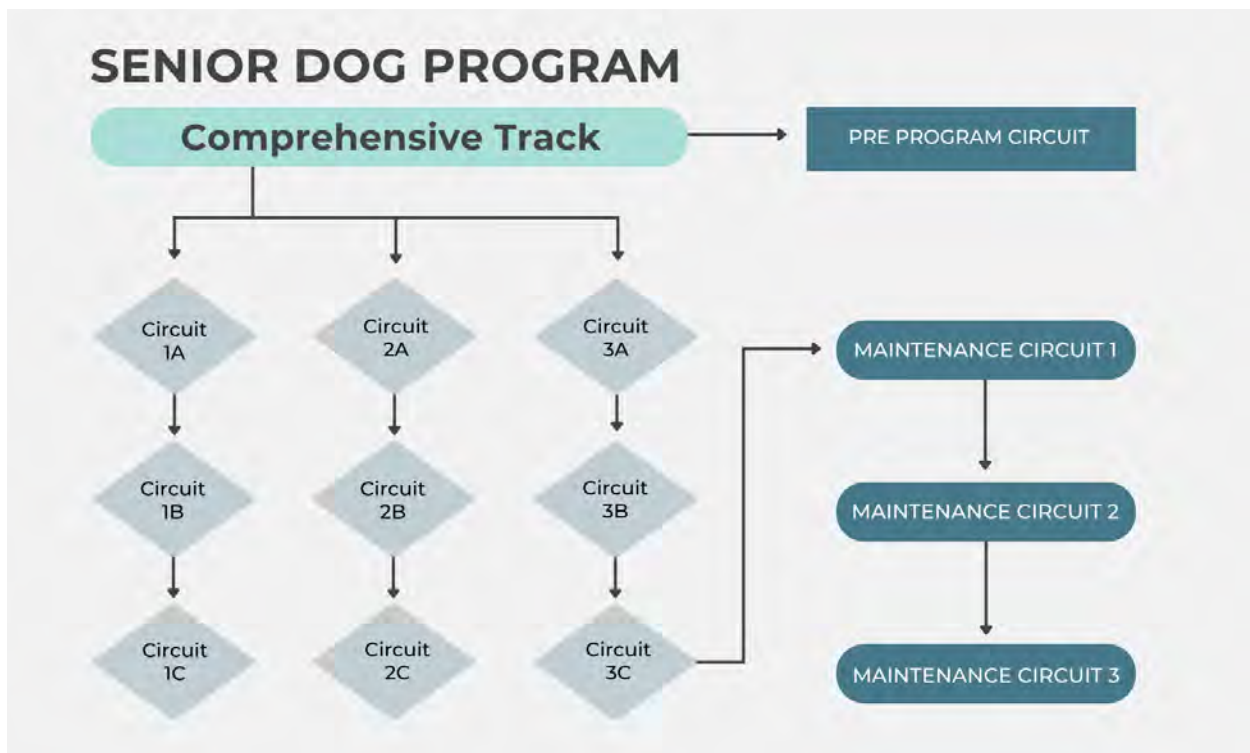 SENIOR DOG PROGRAM
Comprehensive Track
PRE PROGRAM CIRCUIT
Circuit
1A
Circuit
2A
Circuit
3A
MAINTENANCE CIRCUIT 1
Circuit
1B
Circuit
2B
Circuit
3B
MAINTENANCE CIRCUIT 2
Circuit
1C
Circuit
2C
Circuit
3C
MAINTENANCE CIRCUIT 3